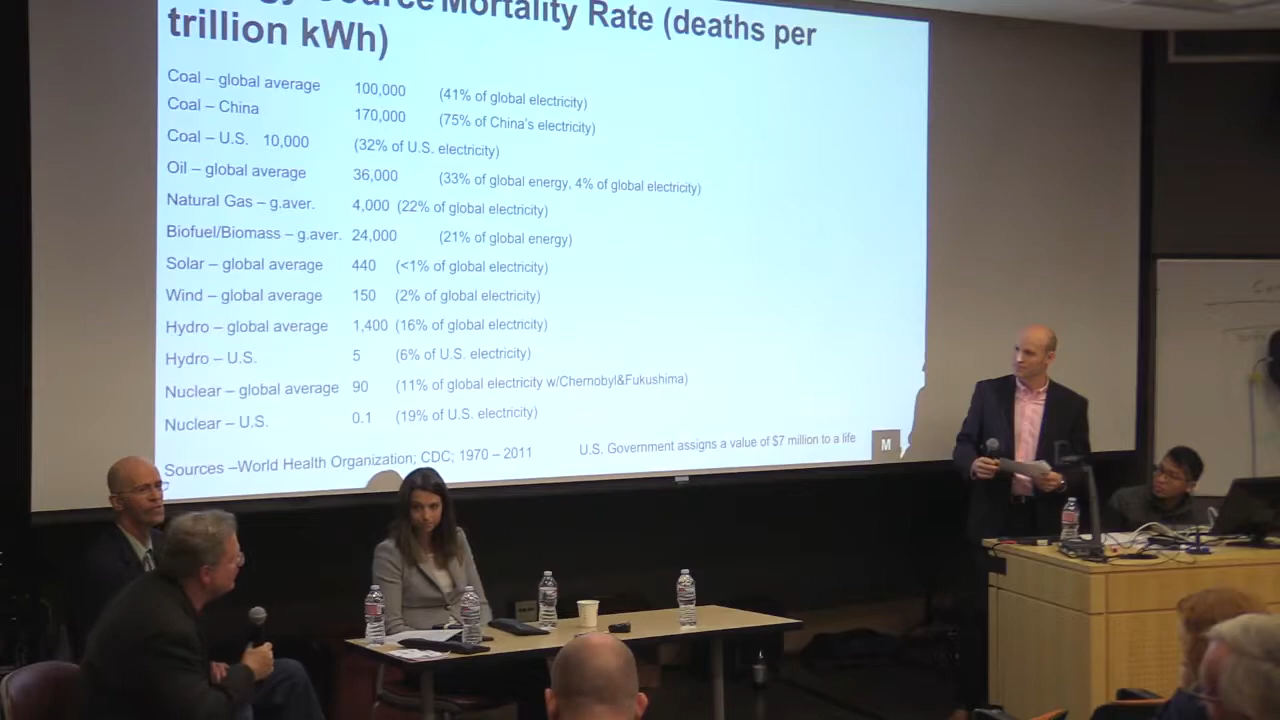 Source Mortality Rate (deaths per
trillion kWh)
Coal – global average 100,000 (41% of global electricity)
Coal – China 170,000 (75% of China's electricity)
Coal – U.S. 10,000 (32% of U.S. electricity)
Oil – global average 36,000 (33% of global energy, 4% of global electricity)
Natural Gas – g.aver. 4,000 (22% of global electricity)
Biofuel/Biomass – g.aver. 24,000 (21% of global energy)
Solar – global average 440 (<1% of global electricity)
Wind – global average 150 (2% of global electricity)
Hydro – global average 1,400 (16% of global electricity)
Hydro – U.S. 5 (6% of U.S. electricity)
Nuclear – global average 90 (11% of global electricity w/Chernobyl&Fukushima)
Nuclear – U.S. 0.1 (19% of U.S. electricity)
Sources –World Health Organization; CDC; 1970 – 2011
U.S. Government assigns a value of $7 million to a life
M